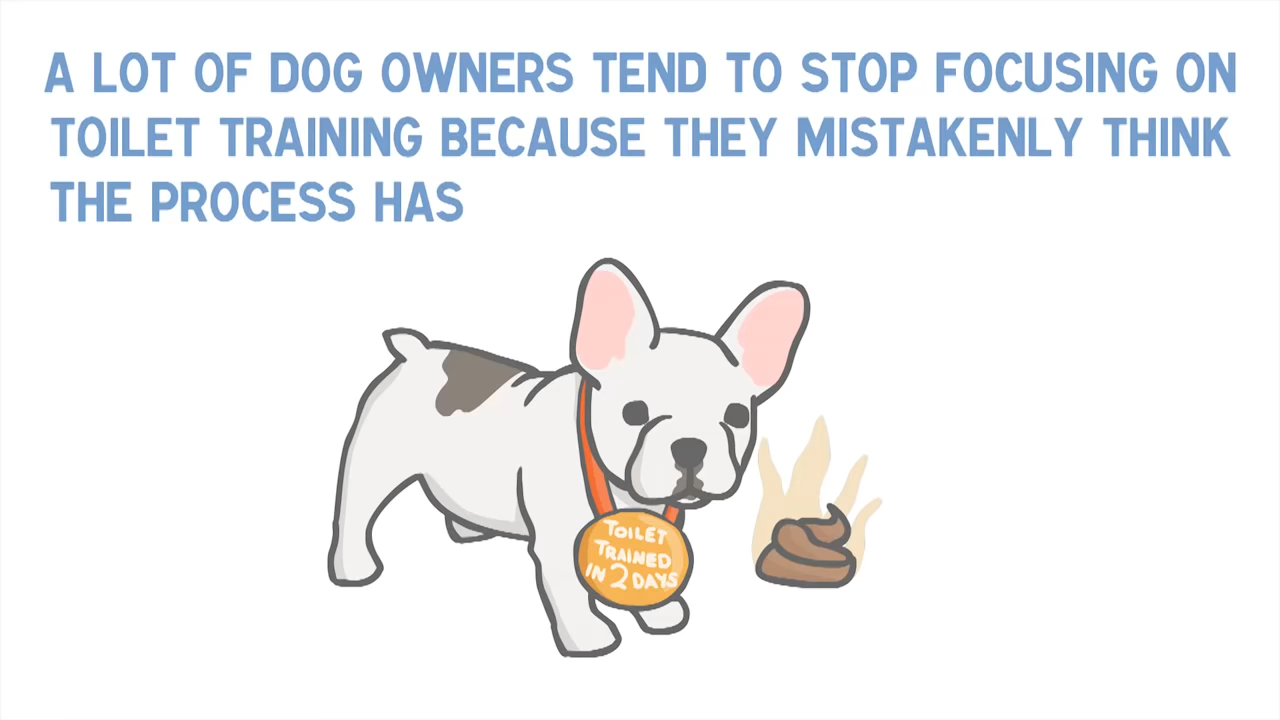 A LOT OF DOG OWNERS TEND TO STOP FOCUSING ON
TOILET TRAINING BECAUSE THEY MISTAKENLY THINK
THE PROCESS HAS
TOILET
TRAINED
IN 2 DAYS